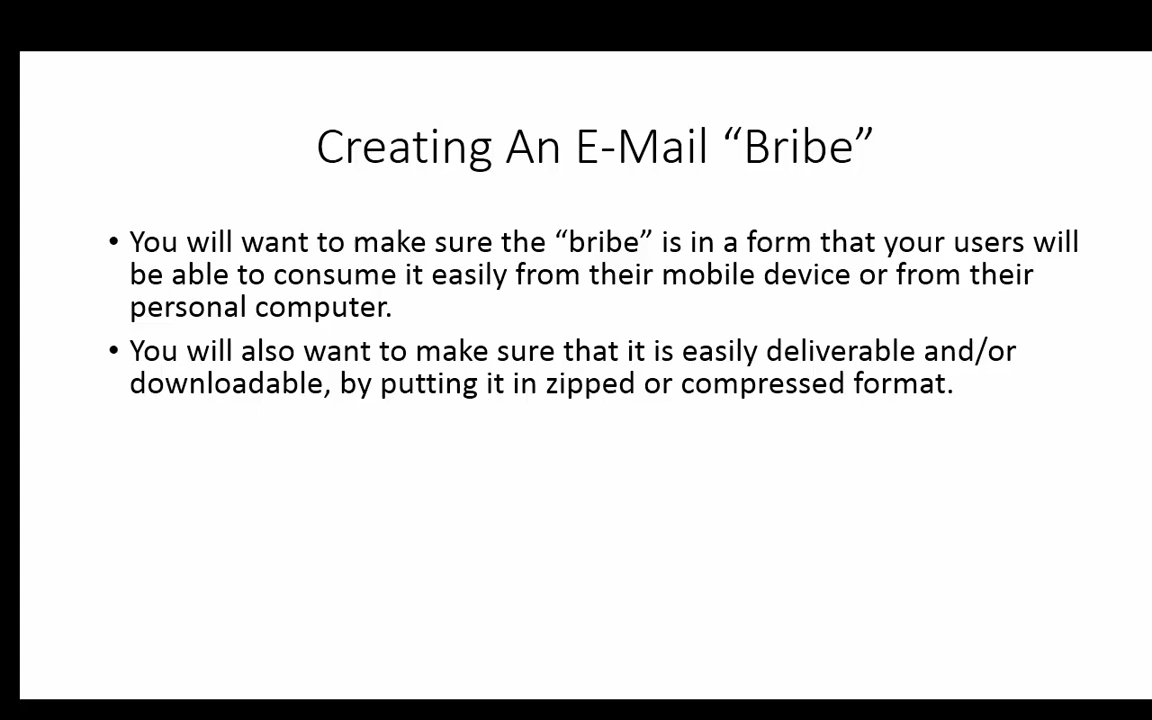 Creating An E-Mail “Bribe”
• You will want to make sure the “bribe” is in a form that your users will
be able to consume it easily from their mobile device or from their
personal computer.
• You will also want to make sure that it is easily deliverable and/or
downloadable, by putting it in zipped or compressed format.